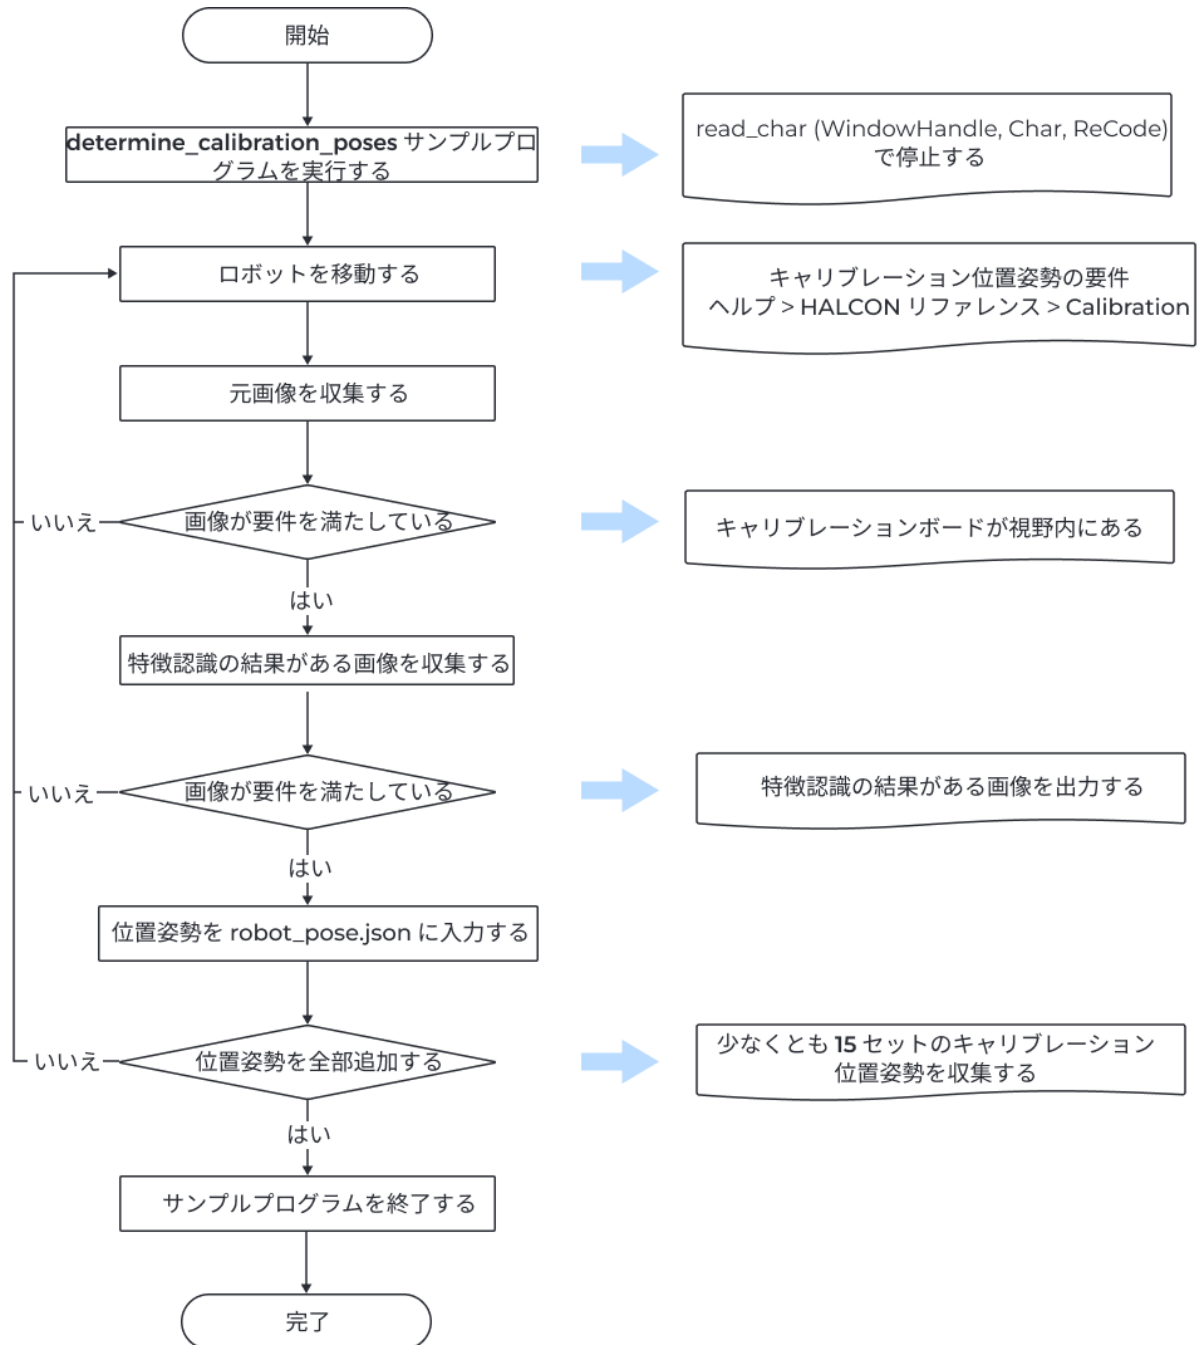 開始
determine_calibration_poses サンプルプロ
グラムを実行する
read_char (WindowHandle, Char, ReCode)
で停止する
ロボットを移動する
キャリブレーション位置姿勢の要件
ヘルプ > HALCON リファレンス > Calibration
元画像を収集する
画像が要件を満たしている
いいえ
キャリブレーションボードが視野内にある
はい
特徴認識の結果がある画像を収集する
画像が要件を満たしている
いいえ
特徴認識の結果がある画像を出力する
はい
位置姿勢を robot_pose.json に入力する
位置姿勢を全部追加する
いいえ
少なくとも 15 セットのキャリブレーション
位置姿勢を収集する
はい
サンプルプログラムを終了する
完了